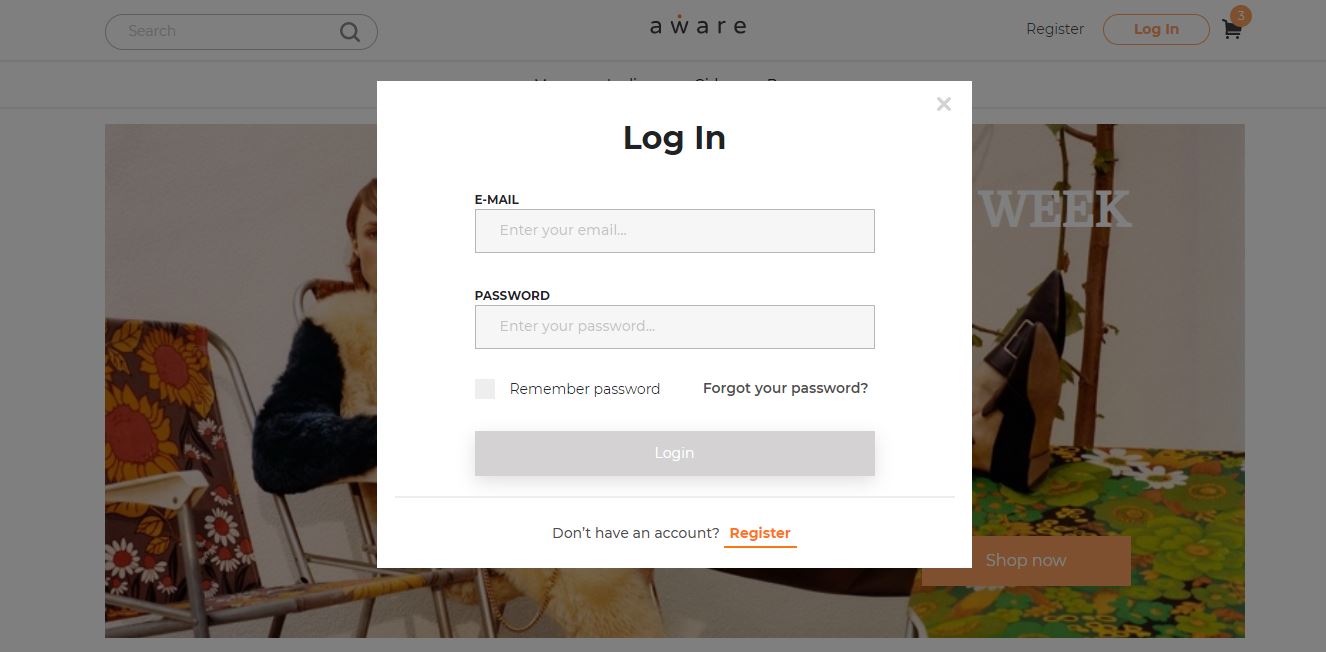 Search
aware
Register
Log In
3
Log In
E-MAIL
Enter your email...
PASSWORD
Enter your password...
Remember password
Forgot your password?
Login
Don’t have an account? Register
WEEK
Shop now